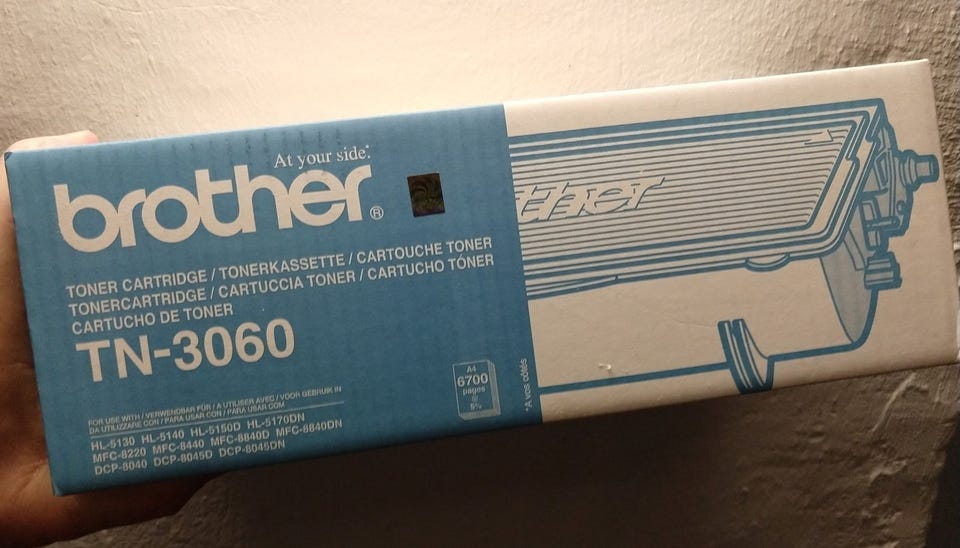 At your side.
brother®
TONER CARTRIDGE / TONERKASSETTE / CARTOUCHE TONER
TONERCARTRIDGE / CARTUCCIA TONER / CARTUCHO TÓNER
CARTUCHO DE TONER
TN-3060
FOR USE WITH / VERWENDBAR FÜR / A UTILISER AVEC / VOOR GEBRUIK IN
DA UTILIZZARE CON / PARA USAR CON / PARA USAR COM
HL-5130 HL-5140 HL-5150D HL-5170DN
MFC-8220 MFC-8440 MFC-8840D MFC-8840DN
DCP-8040 DCP-8045D DCP-8045DN
A4
6700
pages
@
5%
*A vos côtés
ther